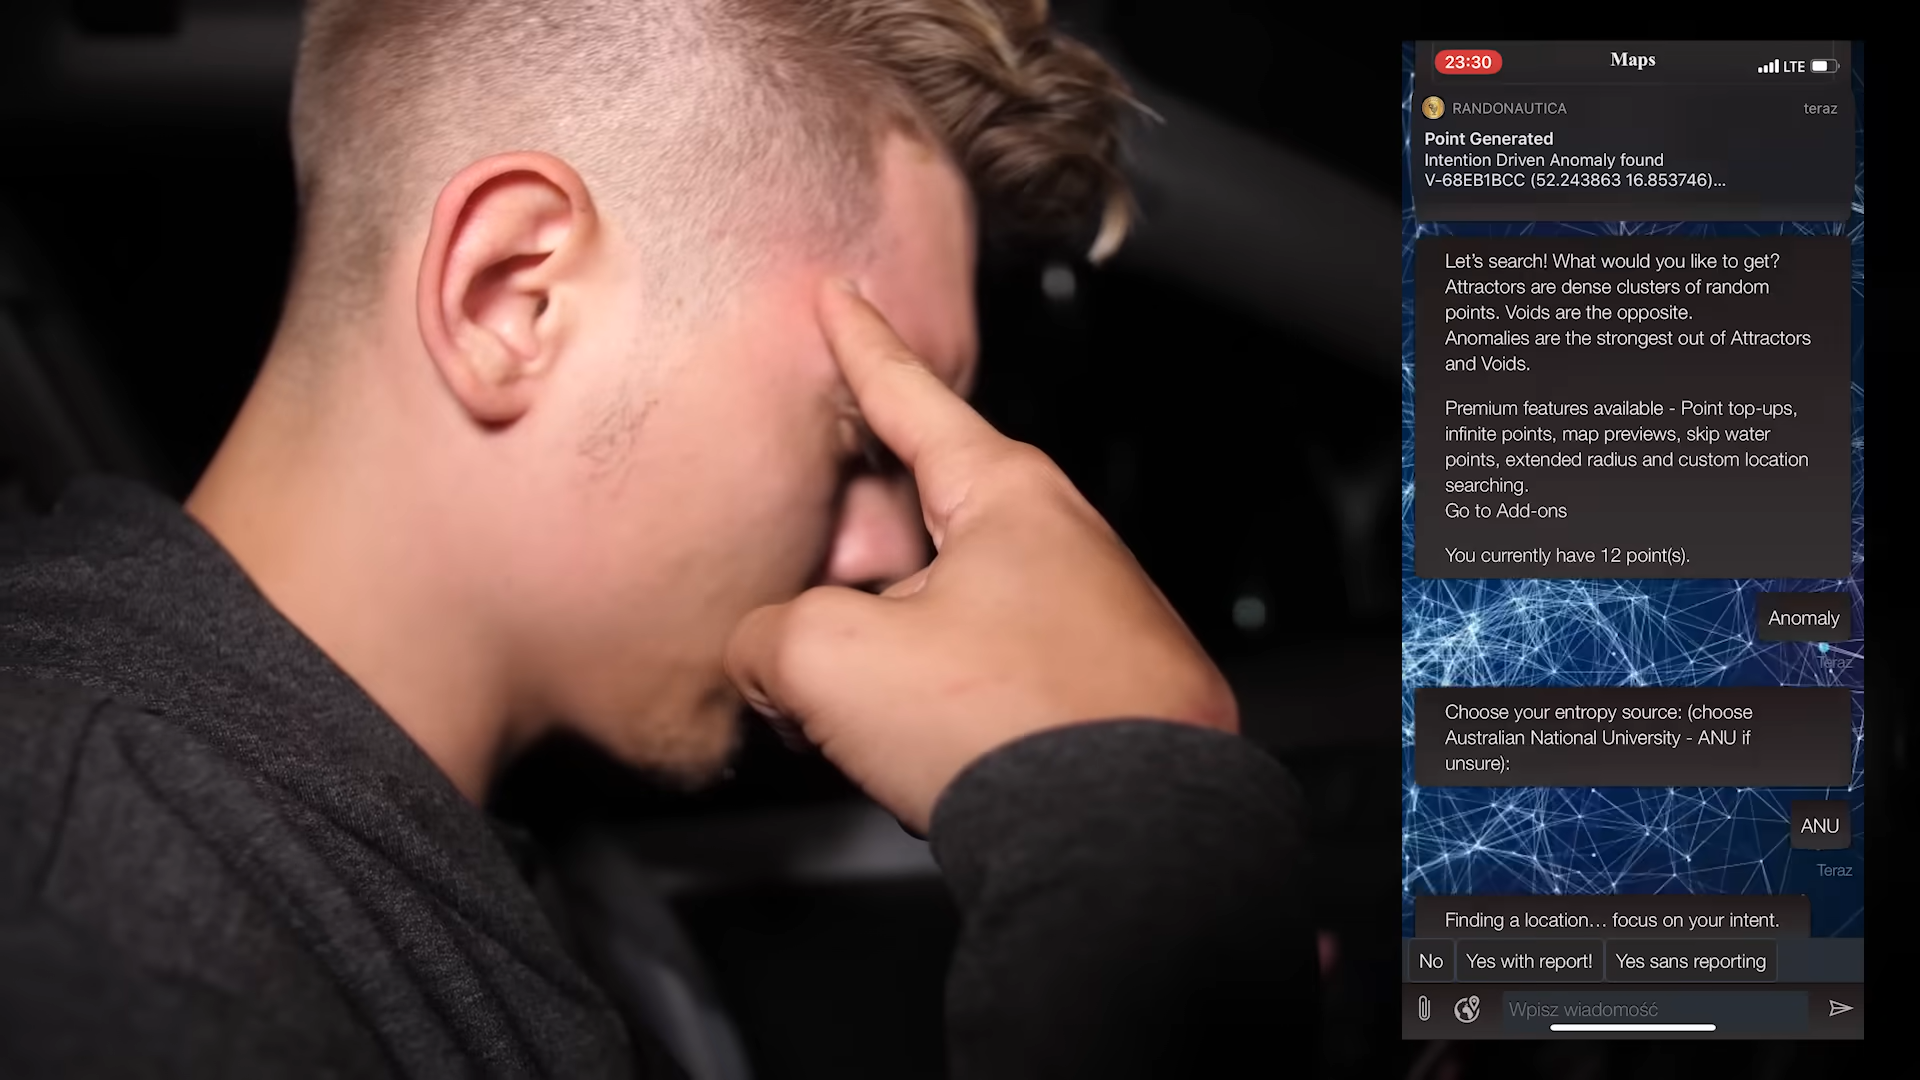 23:30
Maps
LTE
RANDONAUTICA
teraz
Point Generated
Intention Driven Anomaly found
V-68EB1BCC (52.243863 16.853746)...
Let's search! What would you like to get?
Attractors are dense clusters of random
points. Voids are the opposite.
Anomalies are the strongest out of Attractors
and Voids.
Premium features available - Point top-ups,
infinite points, map previews, skip water
points, extended radius and custom location
searching.
Go to Add-ons
You currently have 12 point(s).
Anomaly
Teraz
Choose your entropy source: (choose
Australian National University - ANU if
unsure):
ANU
Teraz
Finding a location... focus on your intent.
No
Yes with report!
Yes sans reporting
Wpisz wiadomość